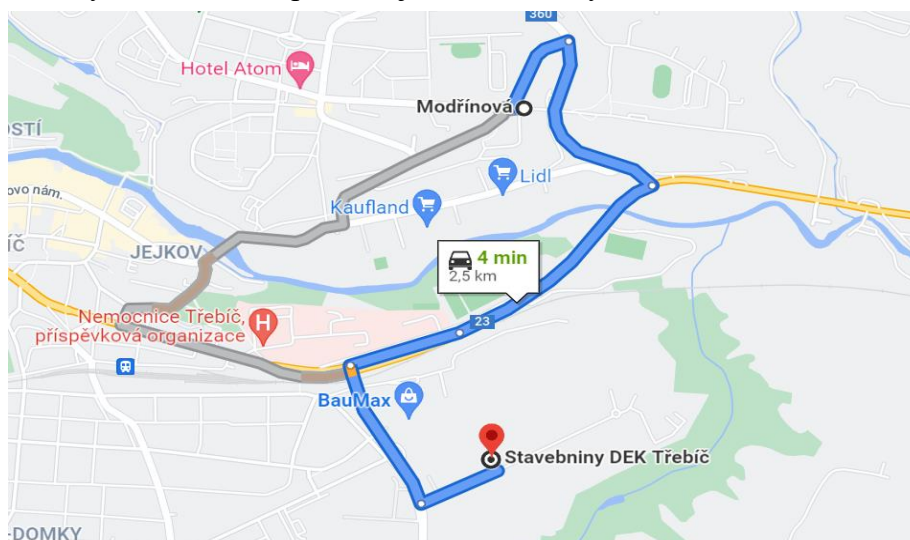 360
Hotel Atom
Modřínová
OSTÍ
Lidl
ovo nám.
Kaufland
ÍČ
JEJKOV
4 min
2,5 km
Nemocnice Třebíč,
příspěvková organizace
H
23
BauMax
Stavebniny DEK Třebíč
-DOMKY